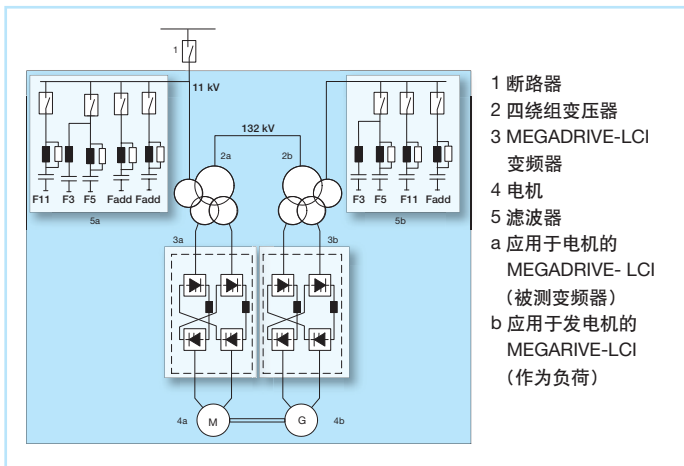 1
11 kV
132 kV
2a
2b
F11 F3 F5 Fadd Fadd
5a
F3 F5 F11 Fadd
5b
3a
3b
4a
M
G
4b
1 断路器
2 四绕组变压器
3 MEGADRIVE-LCI
变频器
4 电机
5 滤波器
a 应用于电机的
MEGADRIVE- LCI
(被测变频器)
b 应用于发电机的
MEGARIVE-LCI
(作为负荷)